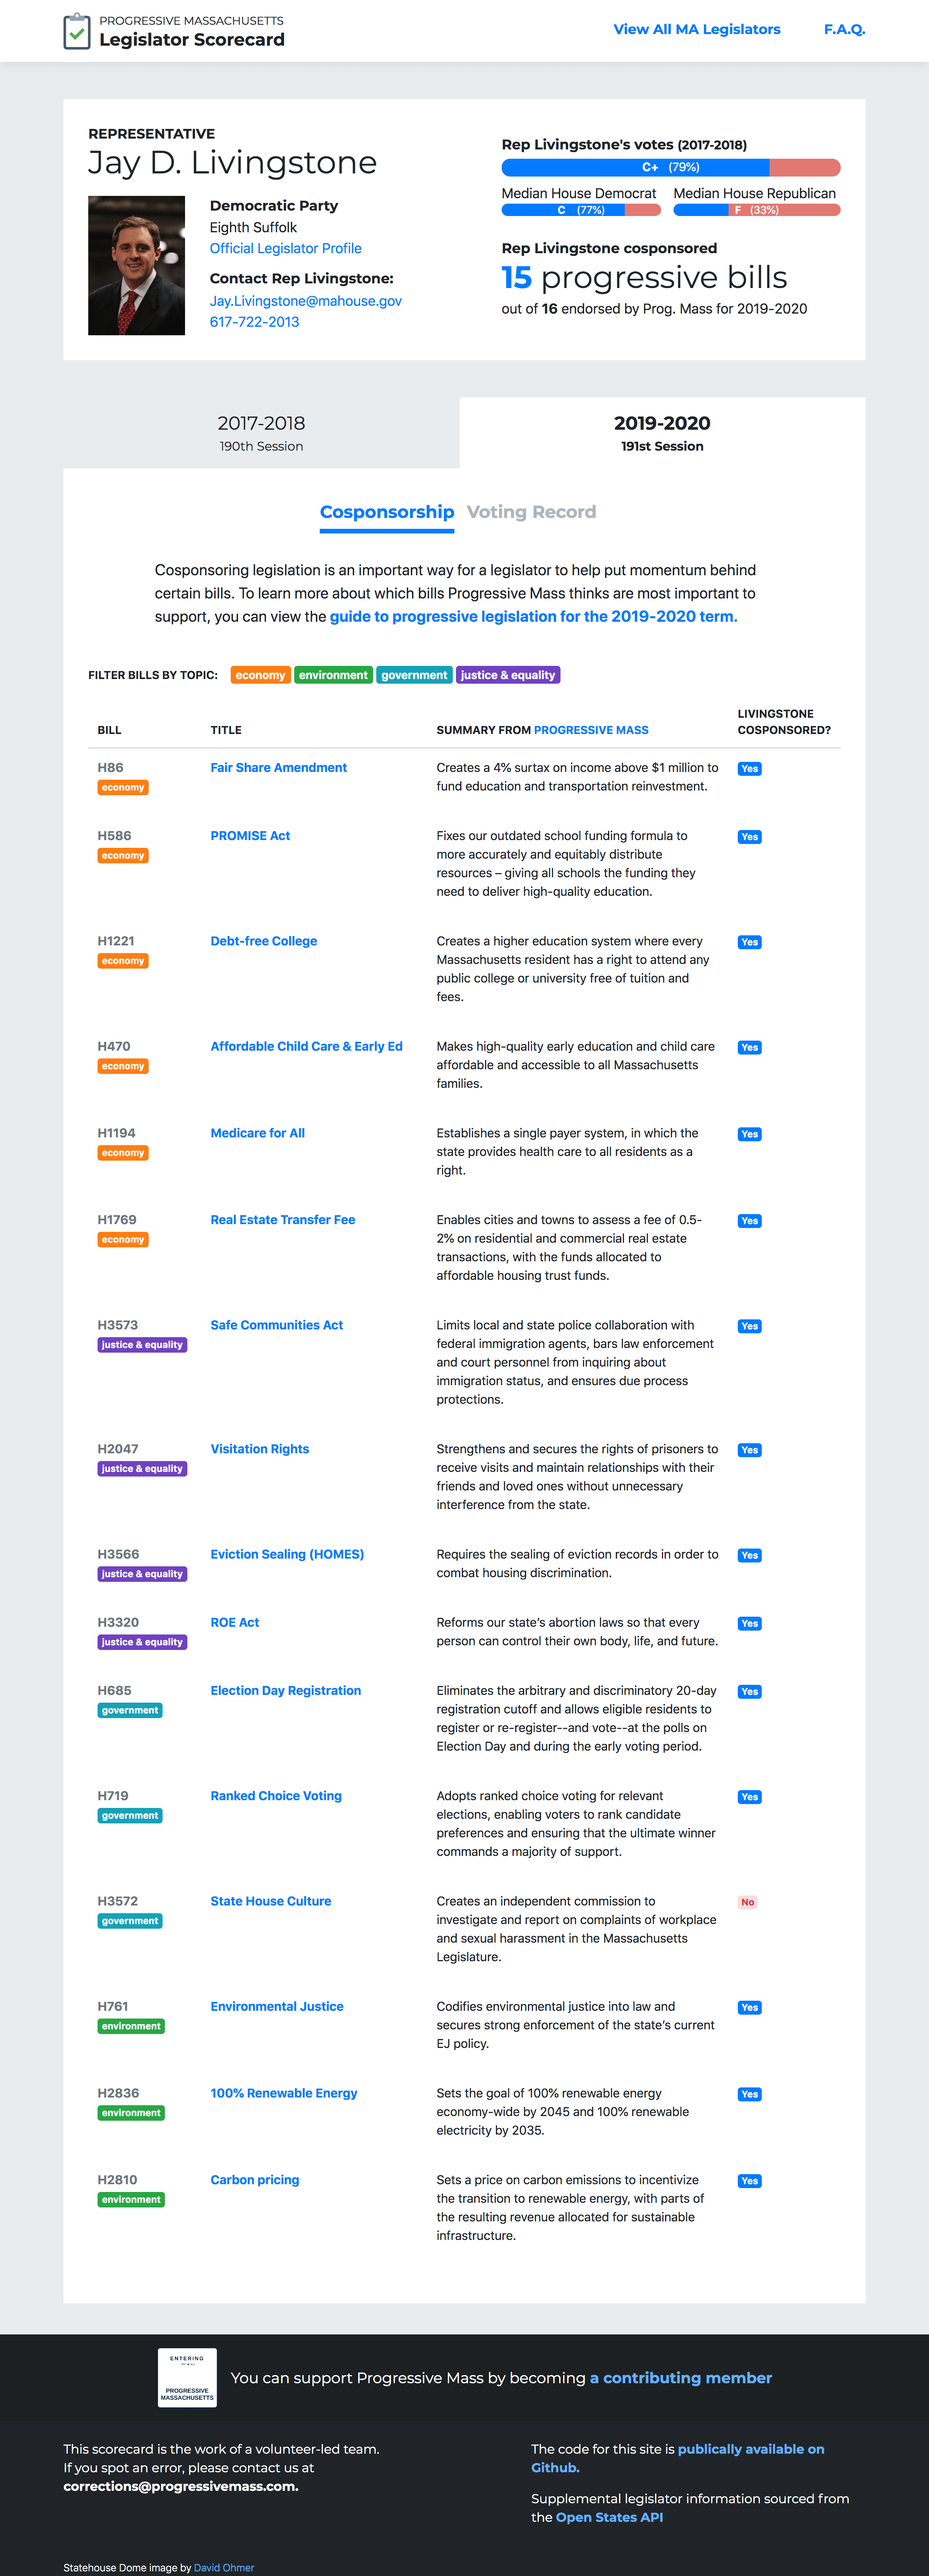 PROGRESSIVE MASSACHUSETTS
Legislator Scorecard
View All MA Legislators
F.A.Q.
REPRESENTATIVE
Jay D. Livingstone
Democratic Party
Eighth Suffolk
Official Legislator Profile
Contact Rep Livingstone:
Jay.Livingstone@mahouse.gov
617-722-2013
Rep Livingstone's votes (2017-2018)
C+ (79%)
Median House Democrat
C (77%)
Median House Republican
F (33%)
Rep Livingstone cosponsored
15 progressive bills
out of 16 endorsed by Prog. Mass for 2019-2020
2017-2018
190th Session
2019-2020
191st Session
Cosponsorship
Voting Record
Cosponsoring legislation is an important way for a legislator to help put momentum behind
certain bills. To learn more about which bills Progressive Mass thinks are most important to
support, you can view the guide to progressive legislation for the 2019-2020 term.
FILTER BILLS BY TOPIC: economy environment government justice & equality
BILL
TITLE
SUMMARY FROM PROGRESSIVE MASS
LIVINGSTONE
COSPONSORED?
H86
economy
Fair Share Amendment
Creates a 4% surtax on income above $1 million to
fund education and transportation reinvestment.
Yes
H586
economy
PROMISE Act
Fixes our outdated school funding formula to
more accurately and equitably distribute
resources – giving all schools the funding they
need to deliver high-quality education.
Yes
H1221
economy
Debt-free College
Creates a higher education system where every
Massachusetts resident has a right to attend any
public college or university free of tuition and
fees.
Yes
H470
economy
Affordable Child Care & Early Ed
Makes high-quality early education and child care
affordable and accessible to all Massachusetts
families.
Yes
H1194
economy
Medicare for All
Establishes a single payer system, in which the
state provides health care to all residents as a
right.
Yes
H1769
economy
Real Estate Transfer Fee
Enables cities and towns to assess a fee of 0.5-
2% on residential and commercial real estate
transactions, with the funds allocated to
affordable housing trust funds.
Yes
H3573
justice & equality
Safe Communities Act
Limits local and state police collaboration with
federal immigration agents, bars law enforcement
and court personnel from inquiring about
immigration status, and ensures due process
protections.
Yes
H2047
justice & equality
Visitation Rights
Strengthens and secures the rights of prisoners to
receive visits and maintain relationships with their
friends and loved ones without unnecessary
interference from the state.
Yes
H3566
justice & equality
Eviction Sealing (HOMES)
Requires the sealing of eviction records in order to
combat housing discrimination.
Yes
H3320
justice & equality
ROE Act
Reforms our state’s abortion laws so that every
person can control their own body, life, and future.
Yes
H685
government
Election Day Registration
Eliminates the arbitrary and discriminatory 20-day
registration cutoff and allows eligible residents to
register or re-register--and vote--at the polls on
Election Day and during the early voting period.
Yes
H719
government
Ranked Choice Voting
Adopts ranked choice voting for relevant
elections, enabling voters to rank candidate
preferences and ensuring that the ultimate winner
commands a majority of support.
Yes
H3572
government
State House Culture
Creates an independent commission to
investigate and report on complaints of workplace
and sexual harassment in the Massachusetts
Legislature.
No
H761
environment
Environmental Justice
Codifies environmental justice into law and
secures strong enforcement of the state’s current
EJ policy.
Yes
H2836
environment
100% Renewable Energy
Sets the goal of 100% renewable energy
economy-wide by 2045 and 100% renewable
electricity by 2035.
Yes
H2810
environment
Carbon pricing
Sets a price on carbon emissions to incentivize
the transition to renewable energy, with parts of
the resulting revenue allocated for sustainable
infrastructure.
Yes
ENTERING
PROGRESSIVE
MASSACHUSETTS
You can support Progressive Mass by becoming a contributing member
This scorecard is the work of a volunteer-led team.
If you spot an error, please contact us at
corrections@progressivemass.com.
The code for this site is publically available on
Github.
Supplemental legislator information sourced from
the Open States API
Statehouse Dome image by David Ohmer